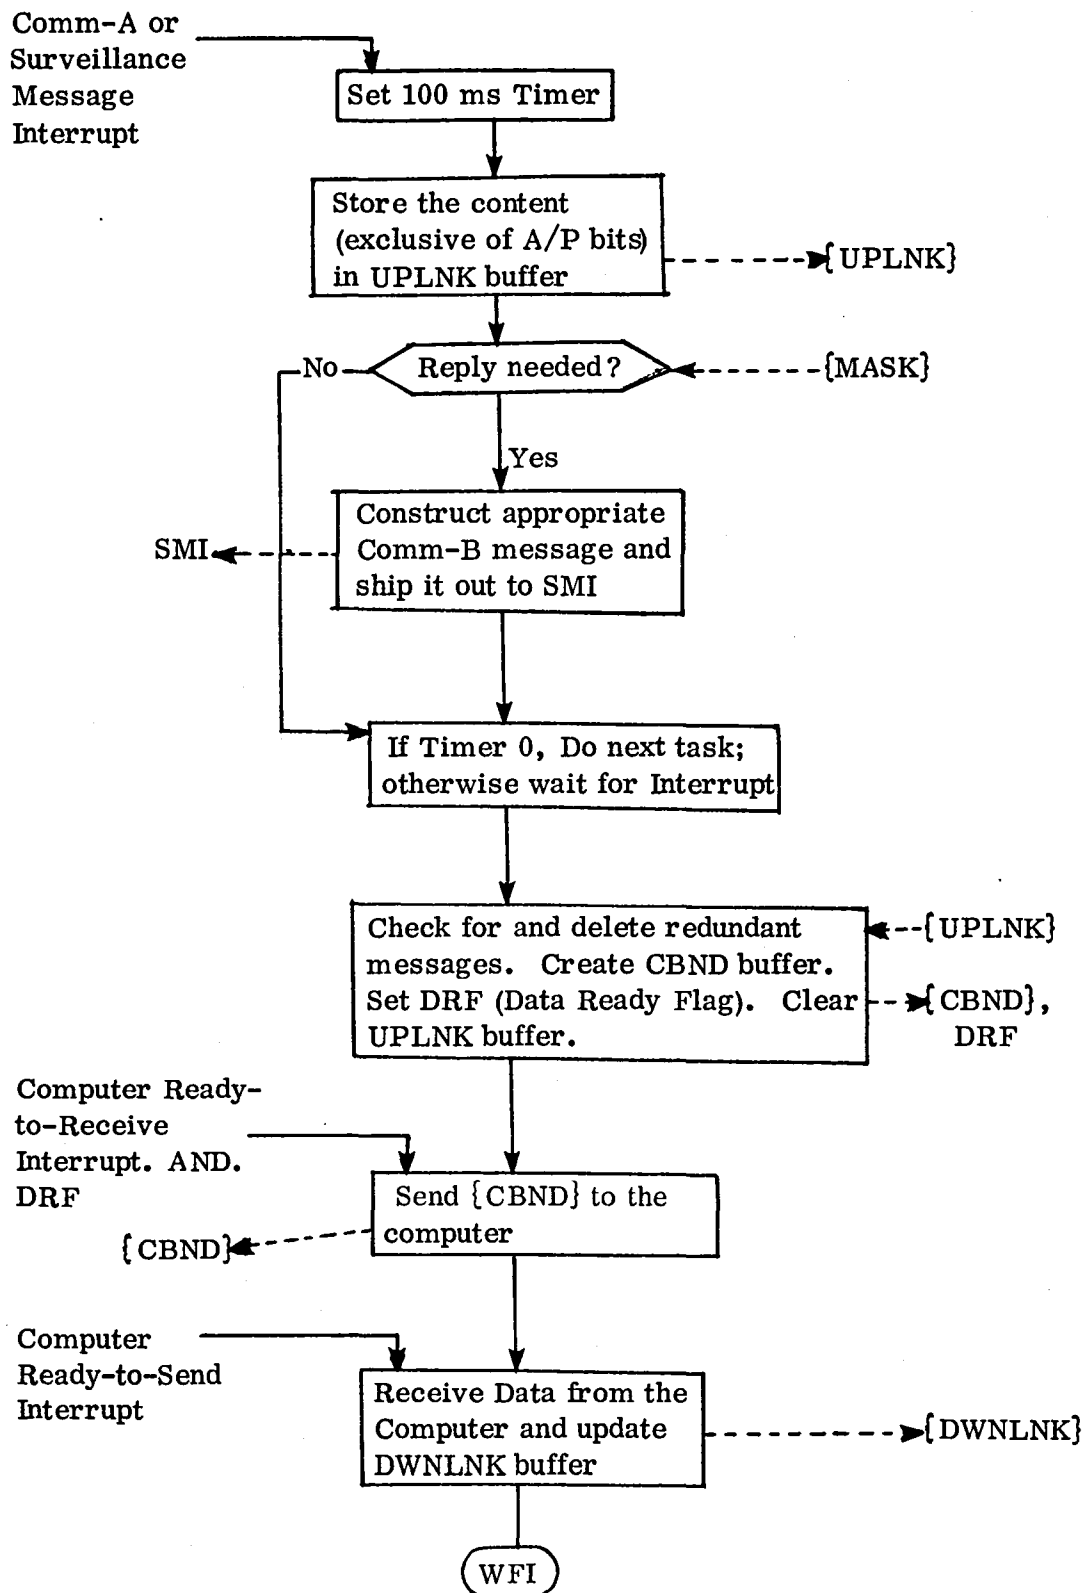 Comm-A or
Surveillance
Message
Interrupt
Set 100 ms Timer
Store the content
(exclusive of A/P bits)
in UPLNK buffer
{UPLNK}
No
Reply needed?
{MASK}
Yes
Construct appropriate
Comm-B message and
ship it out to SMI
SMI
If Timer 0, Do next task;
otherwise wait for Interrupt
Check for and delete redundant
messages. Create CBND buffer.
Set DRF (Data Ready Flag). Clear
UPLNK buffer.
{UPLNK}
{CBND},
DRF
Computer Ready-
to-Receive
Interrupt. AND.
DRF
Send {CBND} to the
computer
{CBND}
Computer
Ready-to-Send
Interrupt
Receive Data from the
Computer and update
DWNLNK buffer
{DWNLNK}
WFI